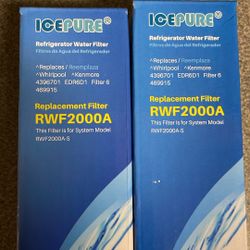 ICEPURE®
Refrigerator Water Filter
Filtros de Agua del Refrigerador
^Replaces / Reemplaza
^Whirlpool ^Kenmore
4396701 EDR6D1 Filter 6
469915
Replacement Filter
RWF2000A
This Filter is for System Model
RWF2000A-S
ICEPURE®
Refrigerator Water Filter
Filtros de Agua del Refrigerador
^Replaces / Reemplaza
^Whirlpool ^Kenmore
4396701 EDR6D1 Filter 6
469915
Replacement Filter
RWF2000A
This Filter is for System Model
RWF2000A-S